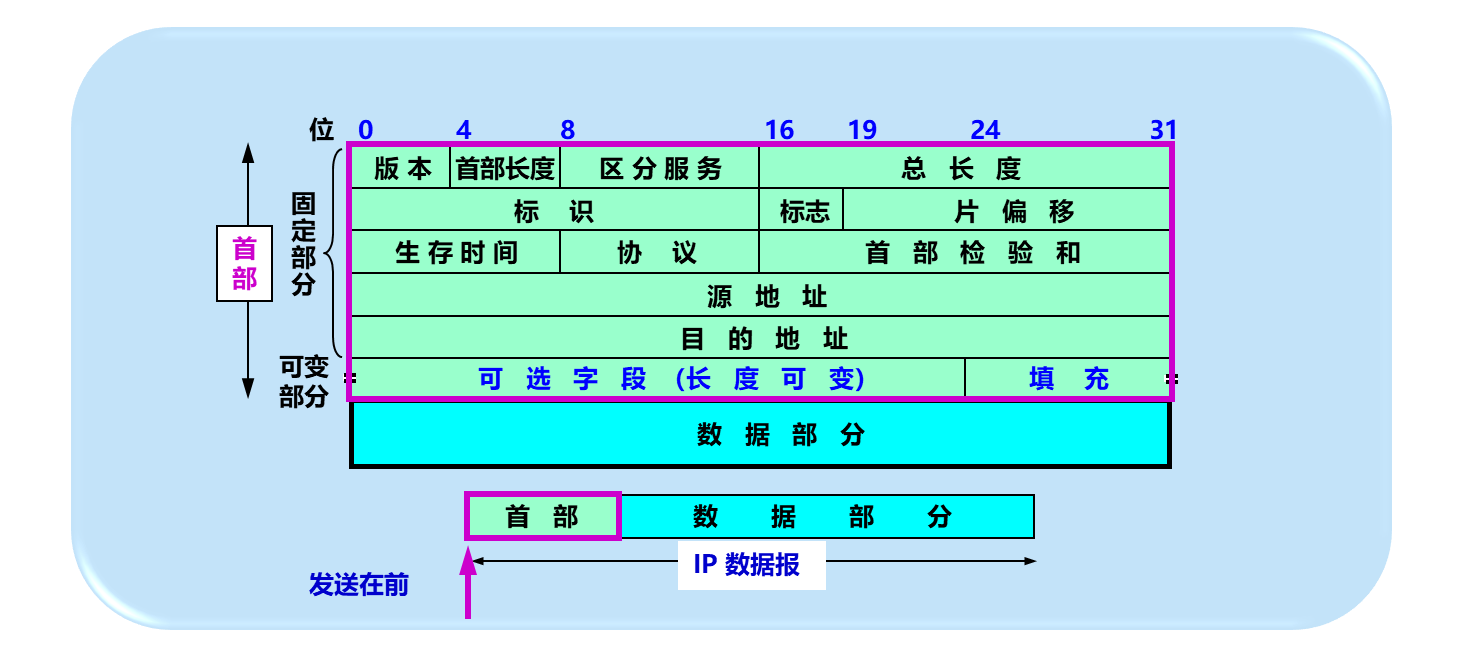 位 0 4 8 16 19 24 31
版本 首部长度 区分服务 总长度
标识 标志 片偏移
生存时间 协议 首部检验和
源地址
目的地址
可选字段 (长度可变) 填充
数据部分
首部
固定部分
可变
部分
首部 数据部分
IP 数据报
发送在前